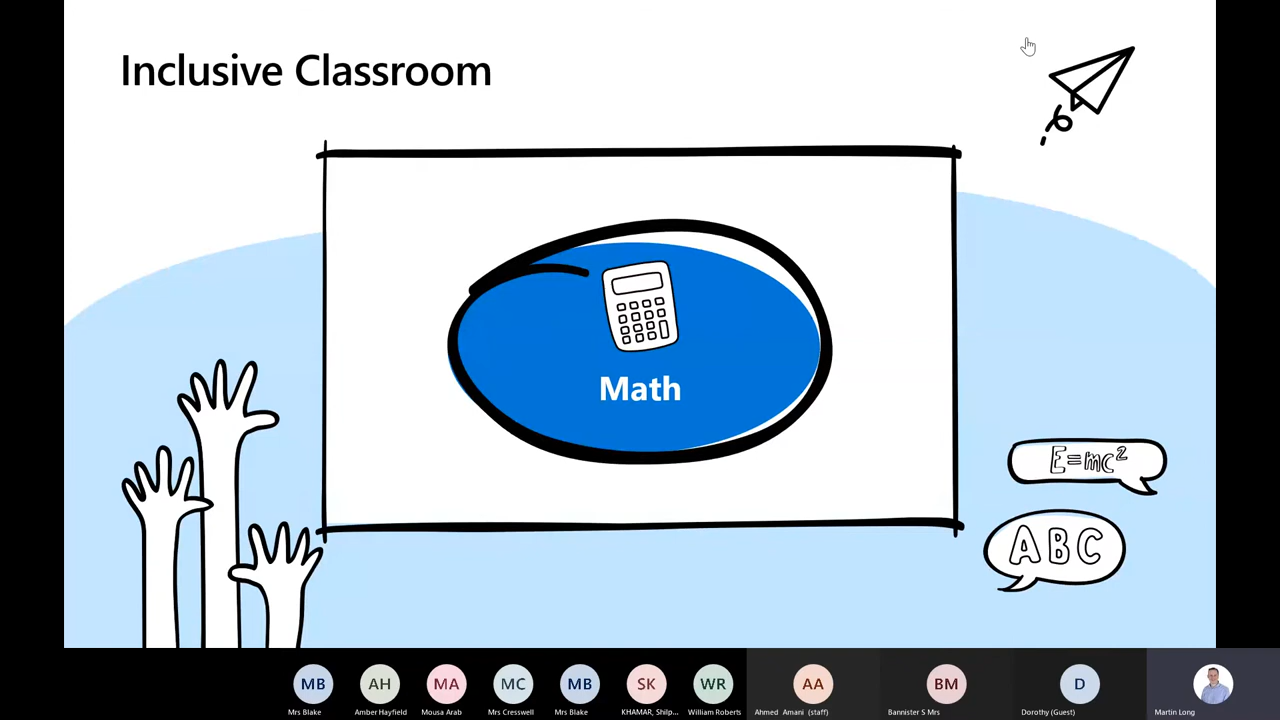 Inclusive Classroom
Math
E=mc²
ABC
MB
AH
MA
MC
MB
SK
WR
AA
BM
D
Mrs Blake
Amber Hayfield
Mousa Arab
Mrs Cresswell
Mrs Blake
KHAMAR, Shilp...
William Roberts
Ahmed Amani (staff)
Bannister S Mrs
Dorothy (Guest)
Martin Long